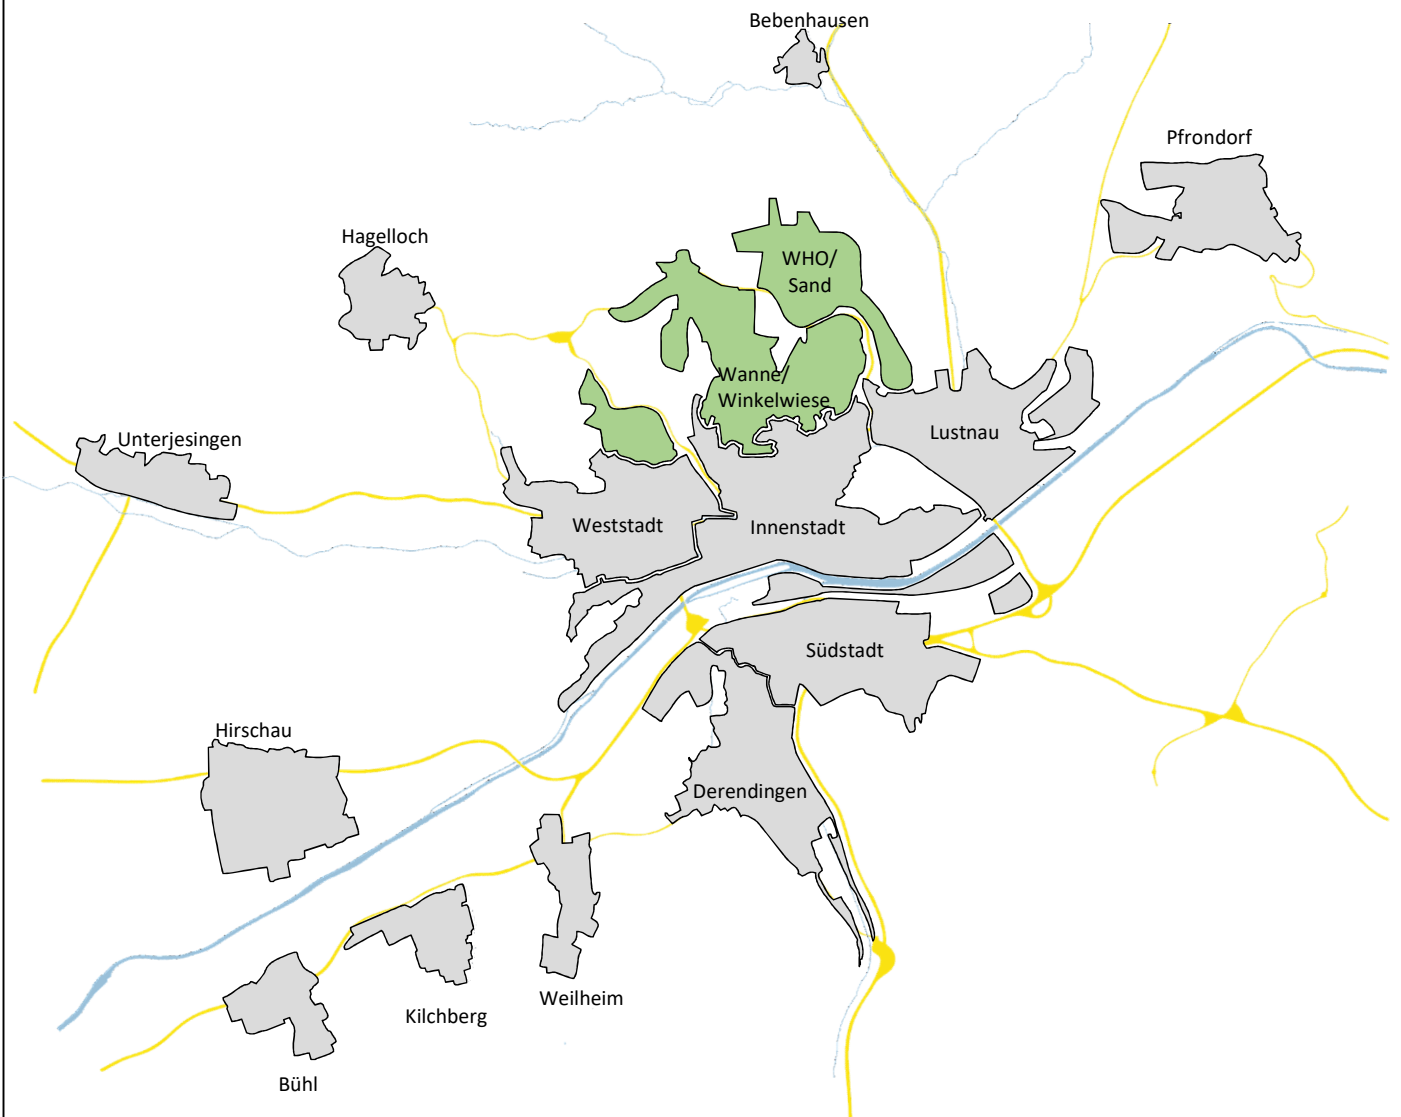 Bebenhausen
Pfrondorf
Hagelloch
WHO/
Sand
Wanne/
Winkelwiese
Unterjesingen
Lustnau
Weststadt
Innenstadt
Südstadt
Hirschau
Derendingen
Weilheim
Kilchberg
Bühl